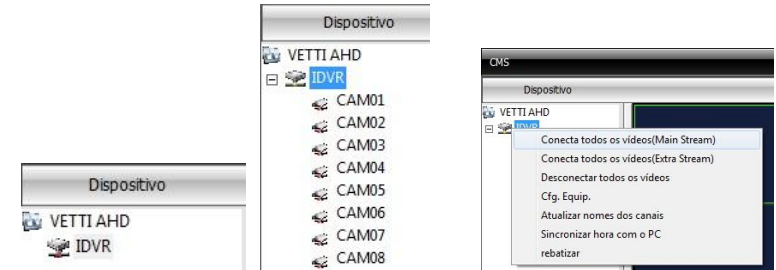 Dispositivo
VETTI AHD
IDVR
Dispositivo
VETTI AHD
IDVR
CAM01
CAM02
CAM03
CAM04
CAM05
CAM06
CAM07
CAM08
CMS
Dispositivo
VETTI AHD
IDVR
Conecta todos os vídeos(Main Stream)
Conecta todos os vídeos(Extra Stream)
Desconectar todos os vídeos
Cfg. Equip.
Atualizar nomes dos canais
Sincronizar hora com o PC
rebatizar